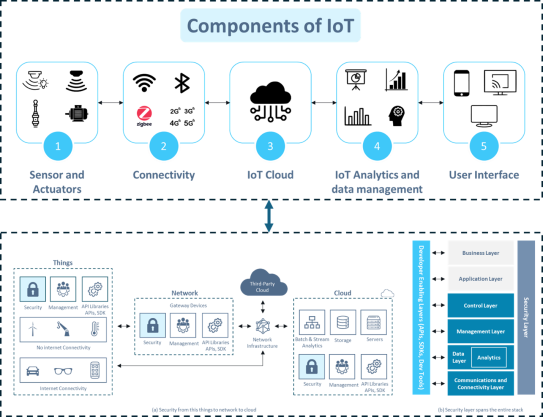 Components of IoT
zigbee
2G 3G
4G 5G
1
2
3
4
5
Sensor and
Actuators
Connectivity
IoT Cloud
IoT Analytics and
data management
User Interface
Things
Security
Management
API Libraries
APIs, SDK
No Internet Connectivity
Internet Connectivity
Network
Gateway Devices
Security
Management
API Libraries
APIs, SDK
Third-Party
Cloud
Network
Infrastructure
Cloud
Batch & Stream
Analytics
Storage
Servers
Security
Management
API Libraries
APIs, SDK
(a) Security from this things to network to cloud
Developer Enabling Layers (APIs, SDKs, Dev Tools)
Business Layer
Application Layer
Control Layer
Management Layer
Data
Layer
Analytics
Communications and
Connectivity Layer
Security Layer
(b) Security layer spans the entire stack